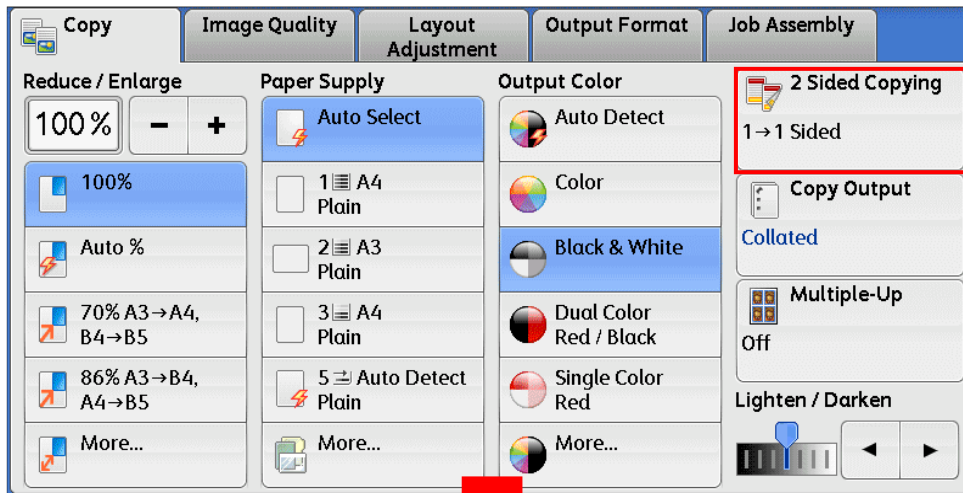 Copy
Image Quality
Layout
Adjustment
Output Format
Job Assembly
Reduce / Enlarge
100%
− +
100%
Auto %
70% A3→A4,
B4→B5
86% A3→B4,
A4→B5
More...
Paper Supply
Auto Select
1 A4
Plain
2 A3
Plain
3 A4
Plain
5 Auto Detect
Plain
More...
Output Color
Auto Detect
Color
Black & White
Dual Color
Red / Black
Single Color
Red
More...
2 Sided Copying
1→1 Sided
Copy Output
Collated
Multiple-Up
Off
Lighten / Darken